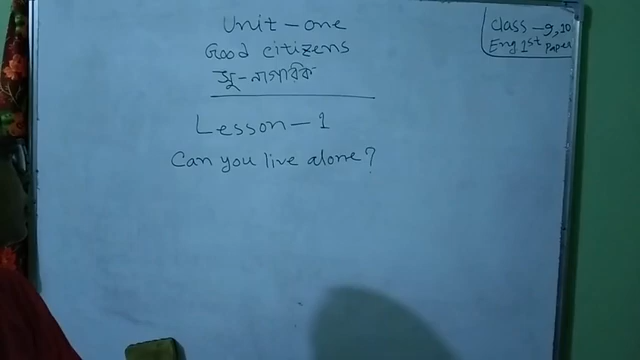 Unit - one
Good citizens
সু-নাগরিক
Lesson - 1
Can you live alone?
Class - 9, 10
Eng 1st Paper